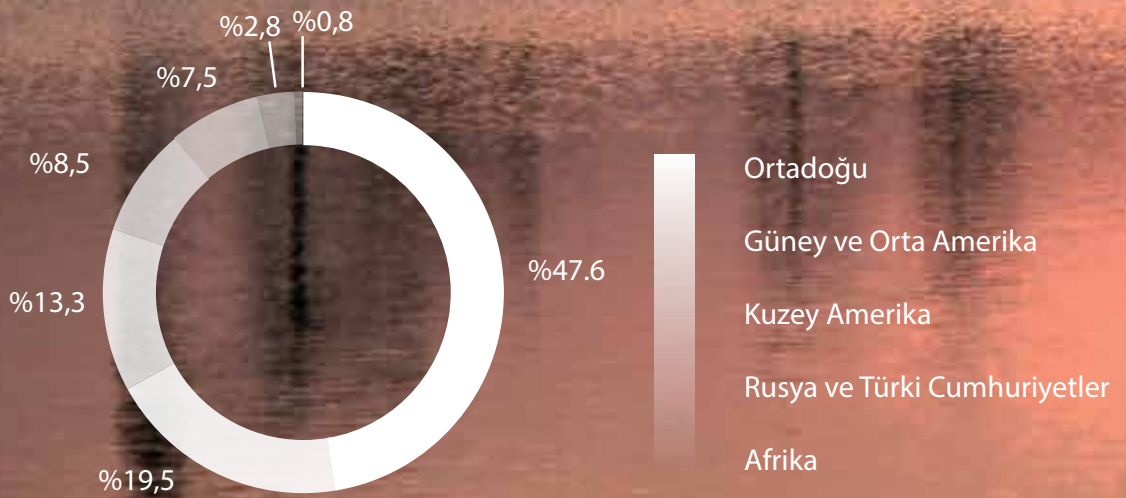 %2,8
%0,8
%7,5
%8,5
%13,3
%19,5
%47.6
Ortadoğu
Güney ve Orta Amerika
Kuzey Amerika
Rusya ve Türki Cumhuriyetler
Afrika